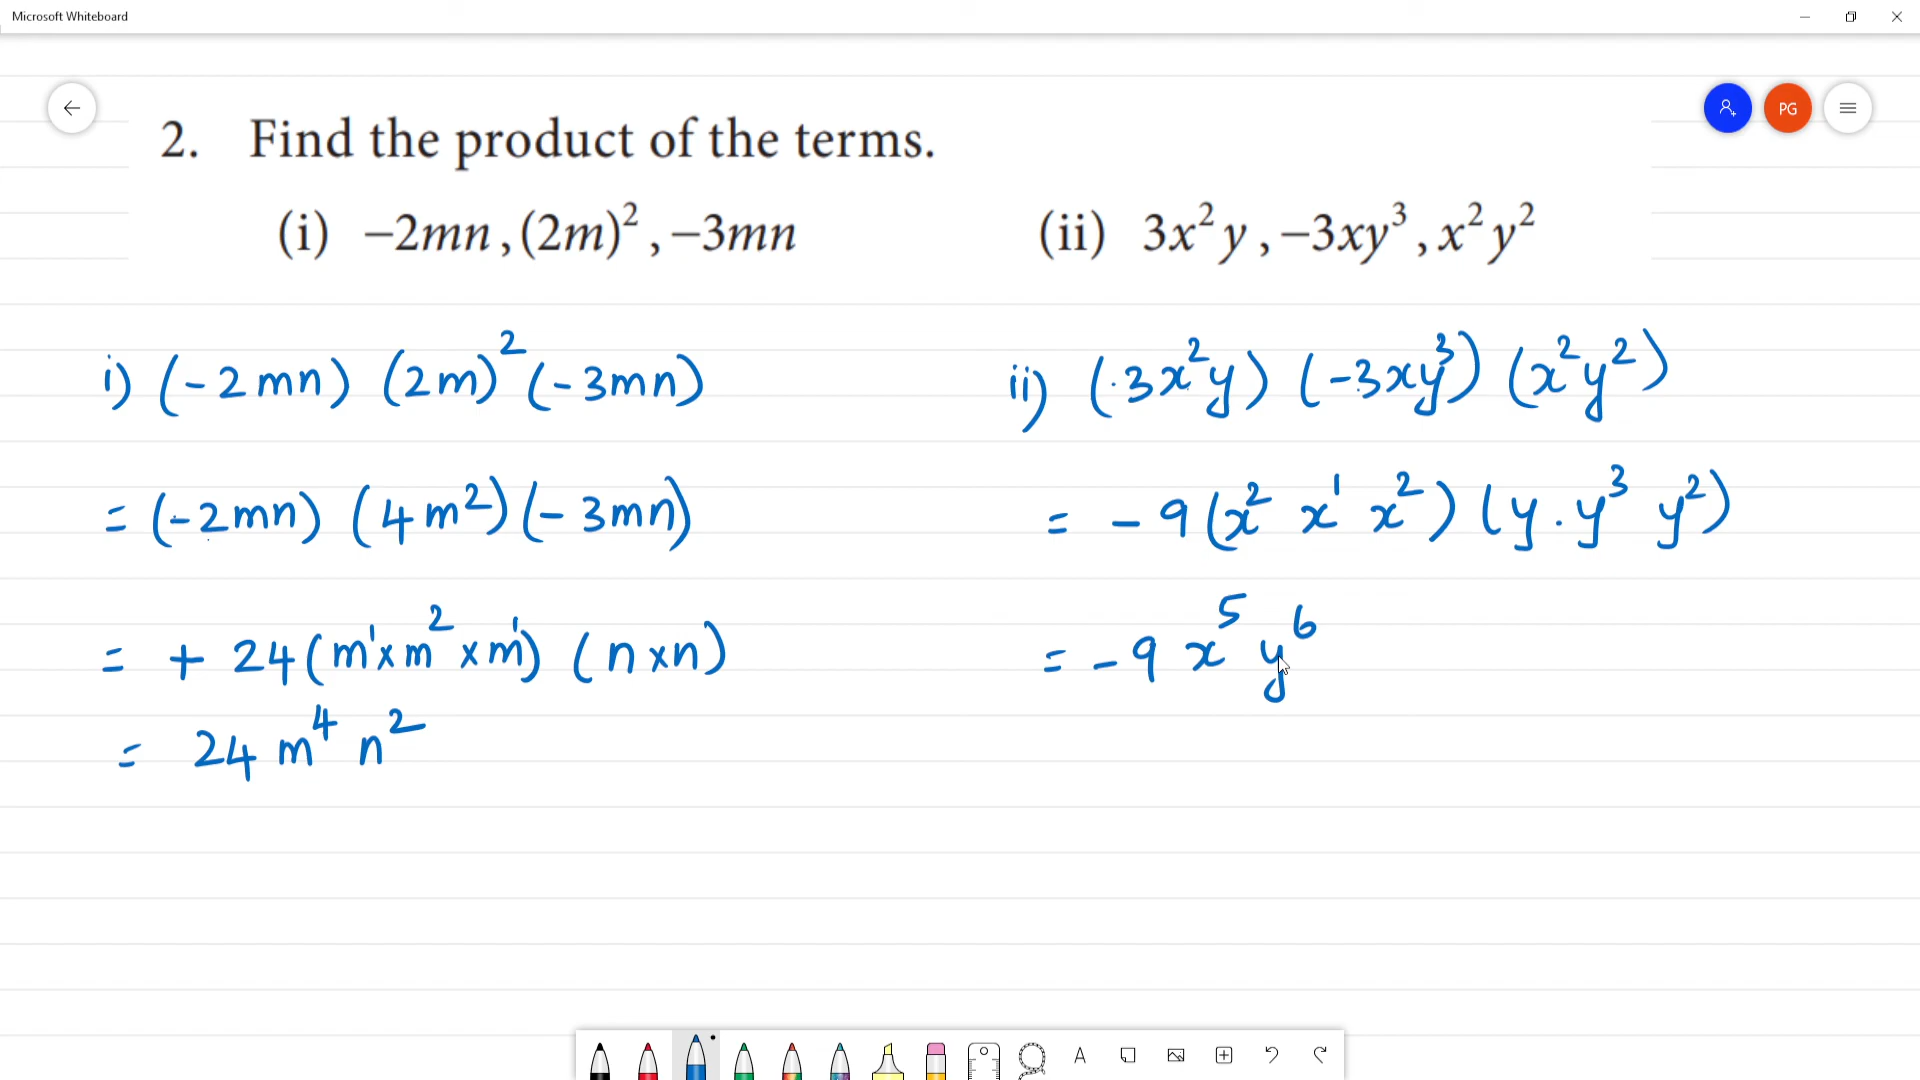 Microsoft Whiteboard
PG
2. Find the product of the terms.
(i) −2mn, (2m)², −3mn (ii) 3x²y, −3xy³, x²y²
i) (-2mn) (2m)² (-3mn)
= (-2mn) (4m²) (-3mn)
= + 24 (m¹ × m² × m¹) (n × n)
= 24 m⁴ n²
ii) (3x²y) (-3xy³) (x²y²)
= - 9 (x² x¹ x²) (y . y³ y²)
= - 9 x⁵ y⁶
A